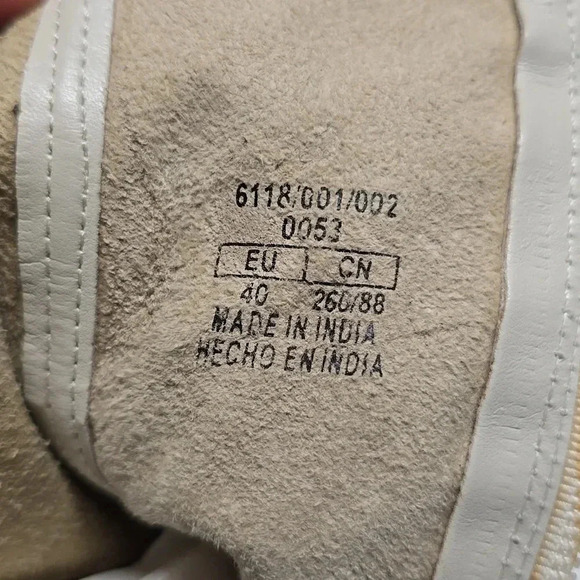 6118/001/002
0053
EU CN
40 260/88
MADE IN INDIA
HECHO EN INDIA